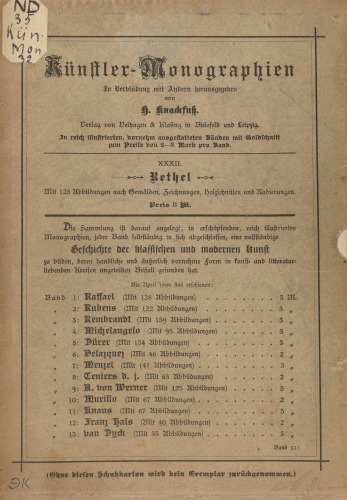 ND
35
Kün.
Mon
32
Künstler-Monographien
In Verbindung mit Andern herausgegeben
von
H. Knackfuß.
Verlag von Velhagen & Klasing in Bielefeld und Leipzig.
In reich illustrierten, vornehm ausgestatteten Bänden mit Goldschnitt
zum Preise von 2—3 Mark pro Band.
XXXII.
Rethel
Mit 125 Abbildungen nach Gemälden, Zeichnungen, Holzschnitten und Radierungen.
Preis 3 M.
Die Sammlung ist darauf angelegt, in erschöpfenden, reich illustrierten
Monographien, jeder Band selbständig in sich abgeschlossen, eine vollständige
Geschichte der klassischen und modernen Kunst
zu bilden, deren handliche und äußerlich vornehme Form in kunst- und litteratur-
liebenden Kreisen ungeteilten Beifall gefunden hat.
Bis April 1898 sind erschienen:
Band 1: Raffael (Mit 128 Abbildungen) 3 M.
„ 2: Rubens (Mit 122 Abbildungen) 3 „
„ 3: Rembrandt (Mit 159 Abbildungen) 3 „
„ 4: Michelangelo (Mit 95 Abbildungen) 3 „
„ 5: Dürer (Mit 134 Abbildungen) 3 „
„ 6: Velazquez (Mit 46 Abbildungen) 2 „
„ 7: Menzel (Mit 141 Abbildungen) 3 „
„ 8: Teniers d. j. (Mit 63 Abbildungen) 2 „
„ 9: A. von Werner (Mit 125 Abbildungen) 3 „
„ 10: Murillo (Mit 67 Abbildungen) 2 „
„ 11: Knaus (Mit 67 Abbildungen) 3 „
„ 12: Franz Hals (Mit 40 Abbildungen) 2 „
„ 13: van Dyck (Mit 55 Abbildungen) 3 „
Band
(Ohne diesen Schutzkarton wird kein Exemplar zurückgenommen.)
ЭК